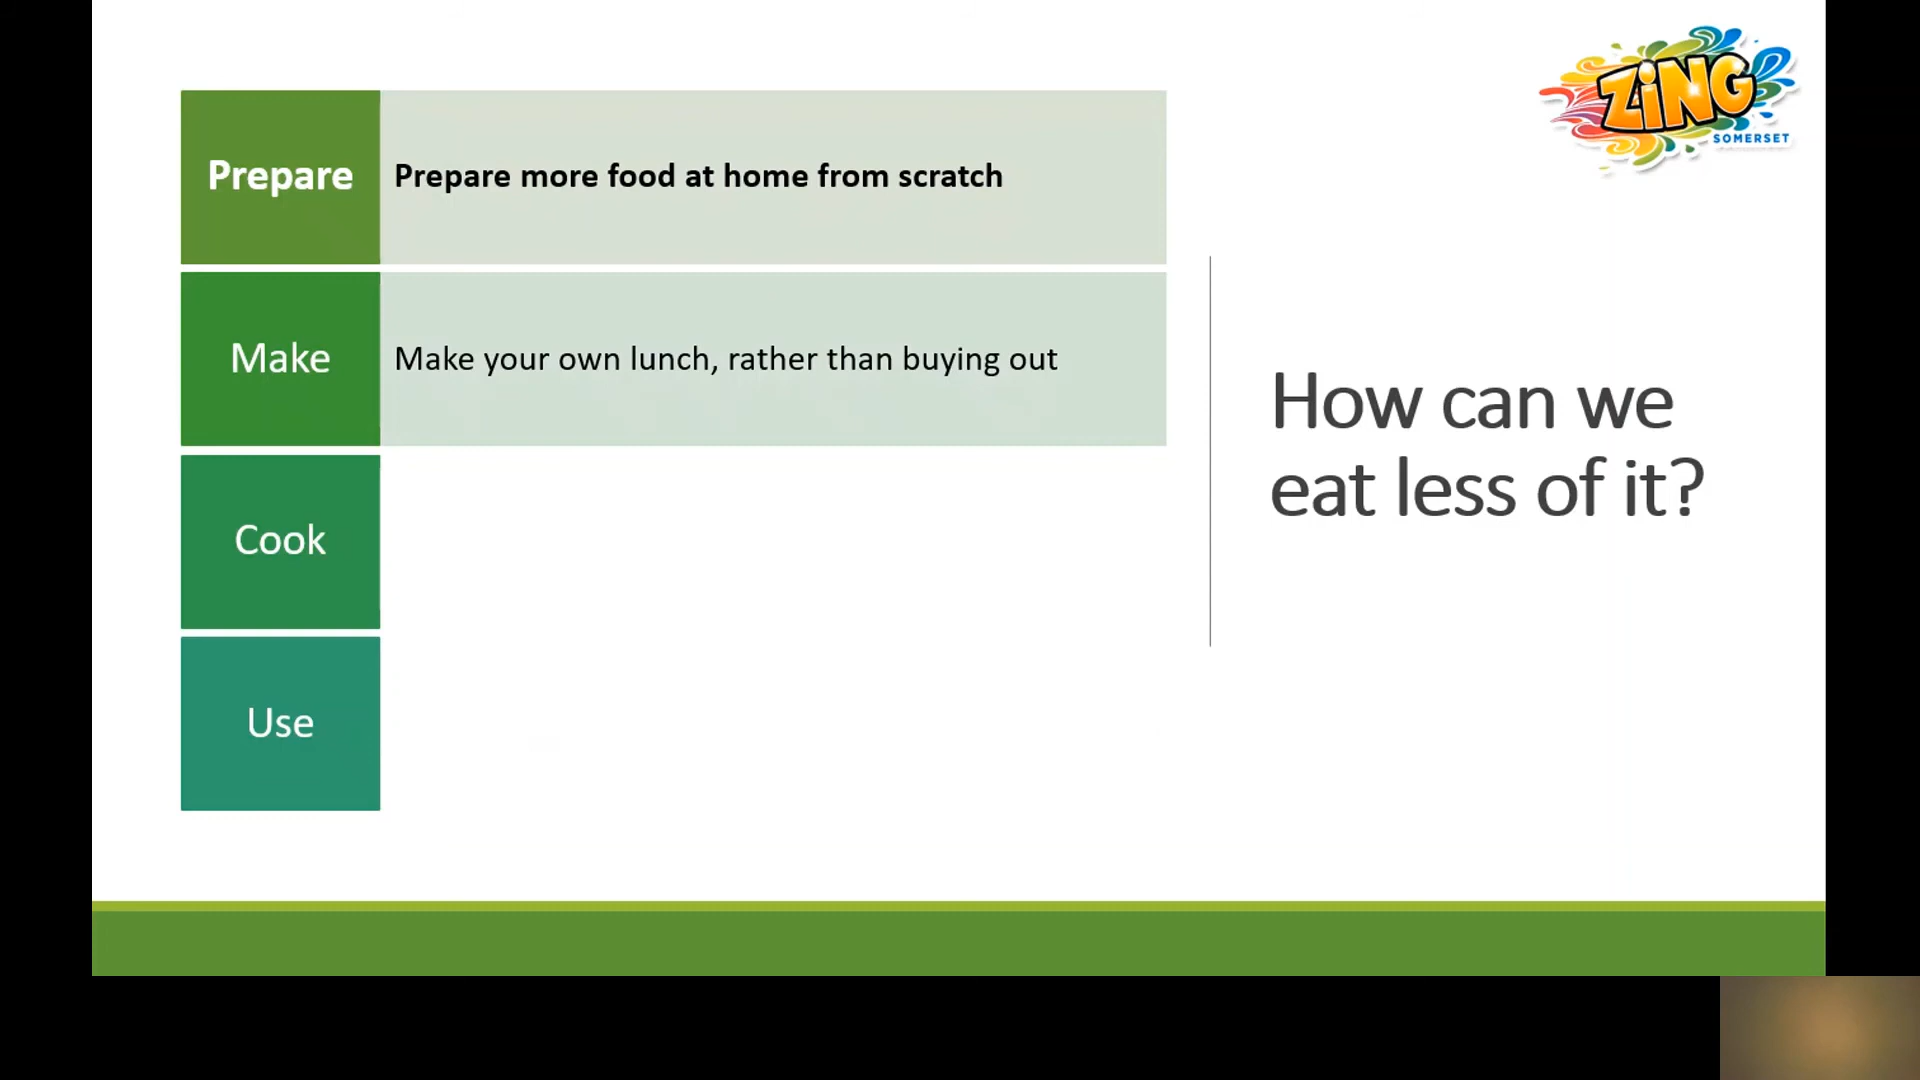 ZiNG
SOMERSET
Prepare
Prepare more food at home from scratch
Make
Make your own lunch, rather than buying out
Cook
Use
How can we
eat less of it?